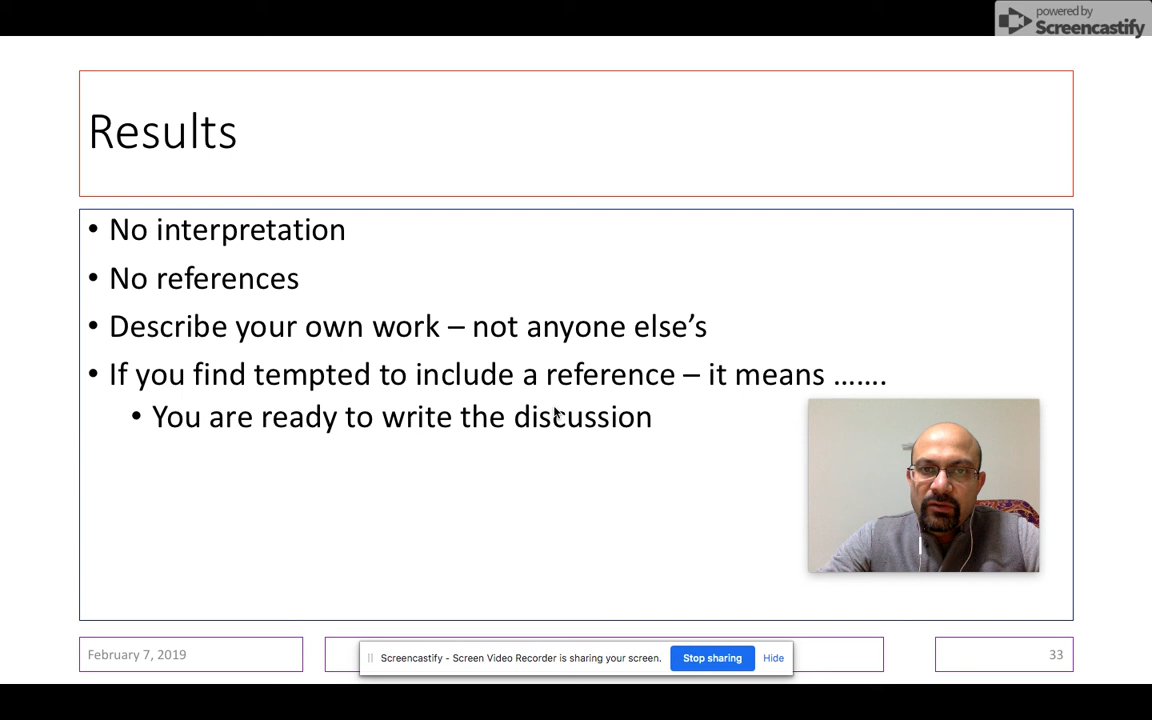 powered by
Screencastify
Results
• No interpretation
• No references
• Describe your own work – not anyone else’s
• If you find tempted to include a reference – it means …….
• You are ready to write the discussion
February 7, 2019
Screencastify - Screen Video Recorder is sharing your screen.
Stop sharing
Hide
33